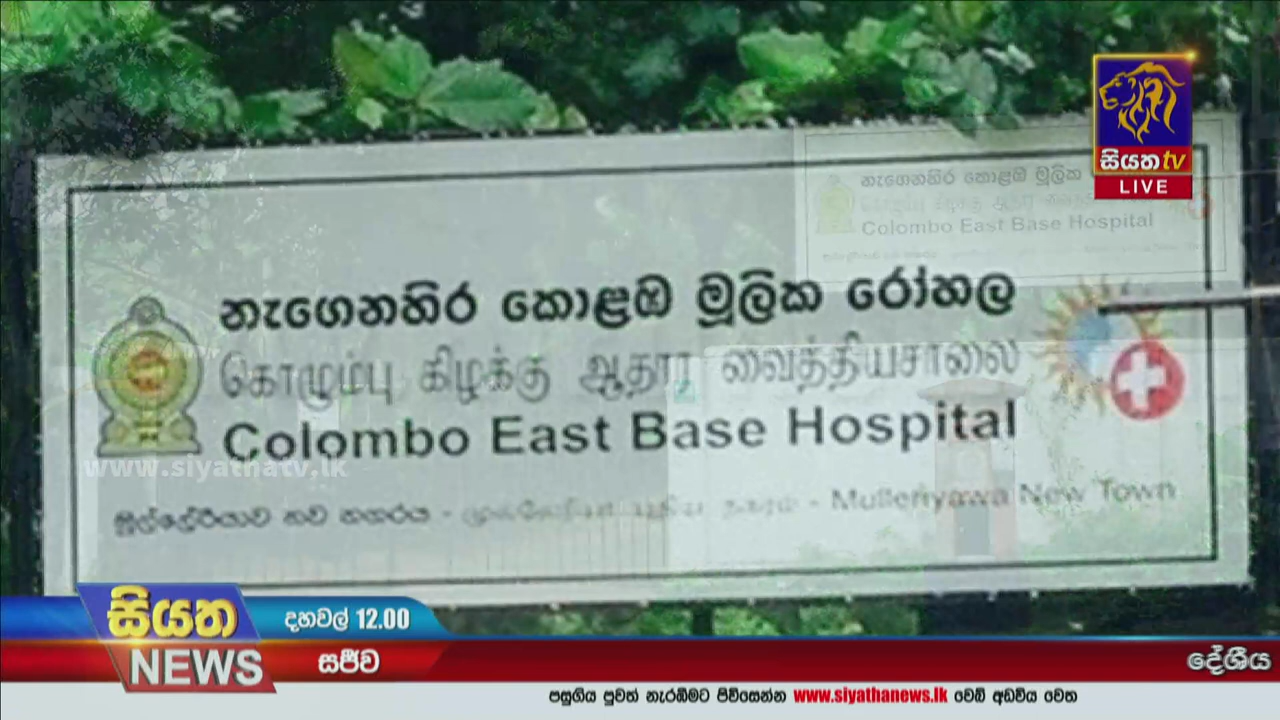 සියත tv
LIVE
නැගෙනහිර කොළඹ මූලික
Colombo East Base Hospital
නැගෙනහිර කොළඹ මූලික රෝහල
கொழும்பு கிழக்கு ஆதார வைத்தியசாலை
Colombo East Base Hospital
www.siyathatv.lk
මුල්ලේරියාව නව නගරය - - Mulleriyawa New Town
සියත
NEWS
දහවල් 12.00
සජීව
දේශීය
පසුගිය පුවත් නැරඹීමට පිවිසෙන්න www.siyathanews.lk වෙබ් අඩවිය වෙත